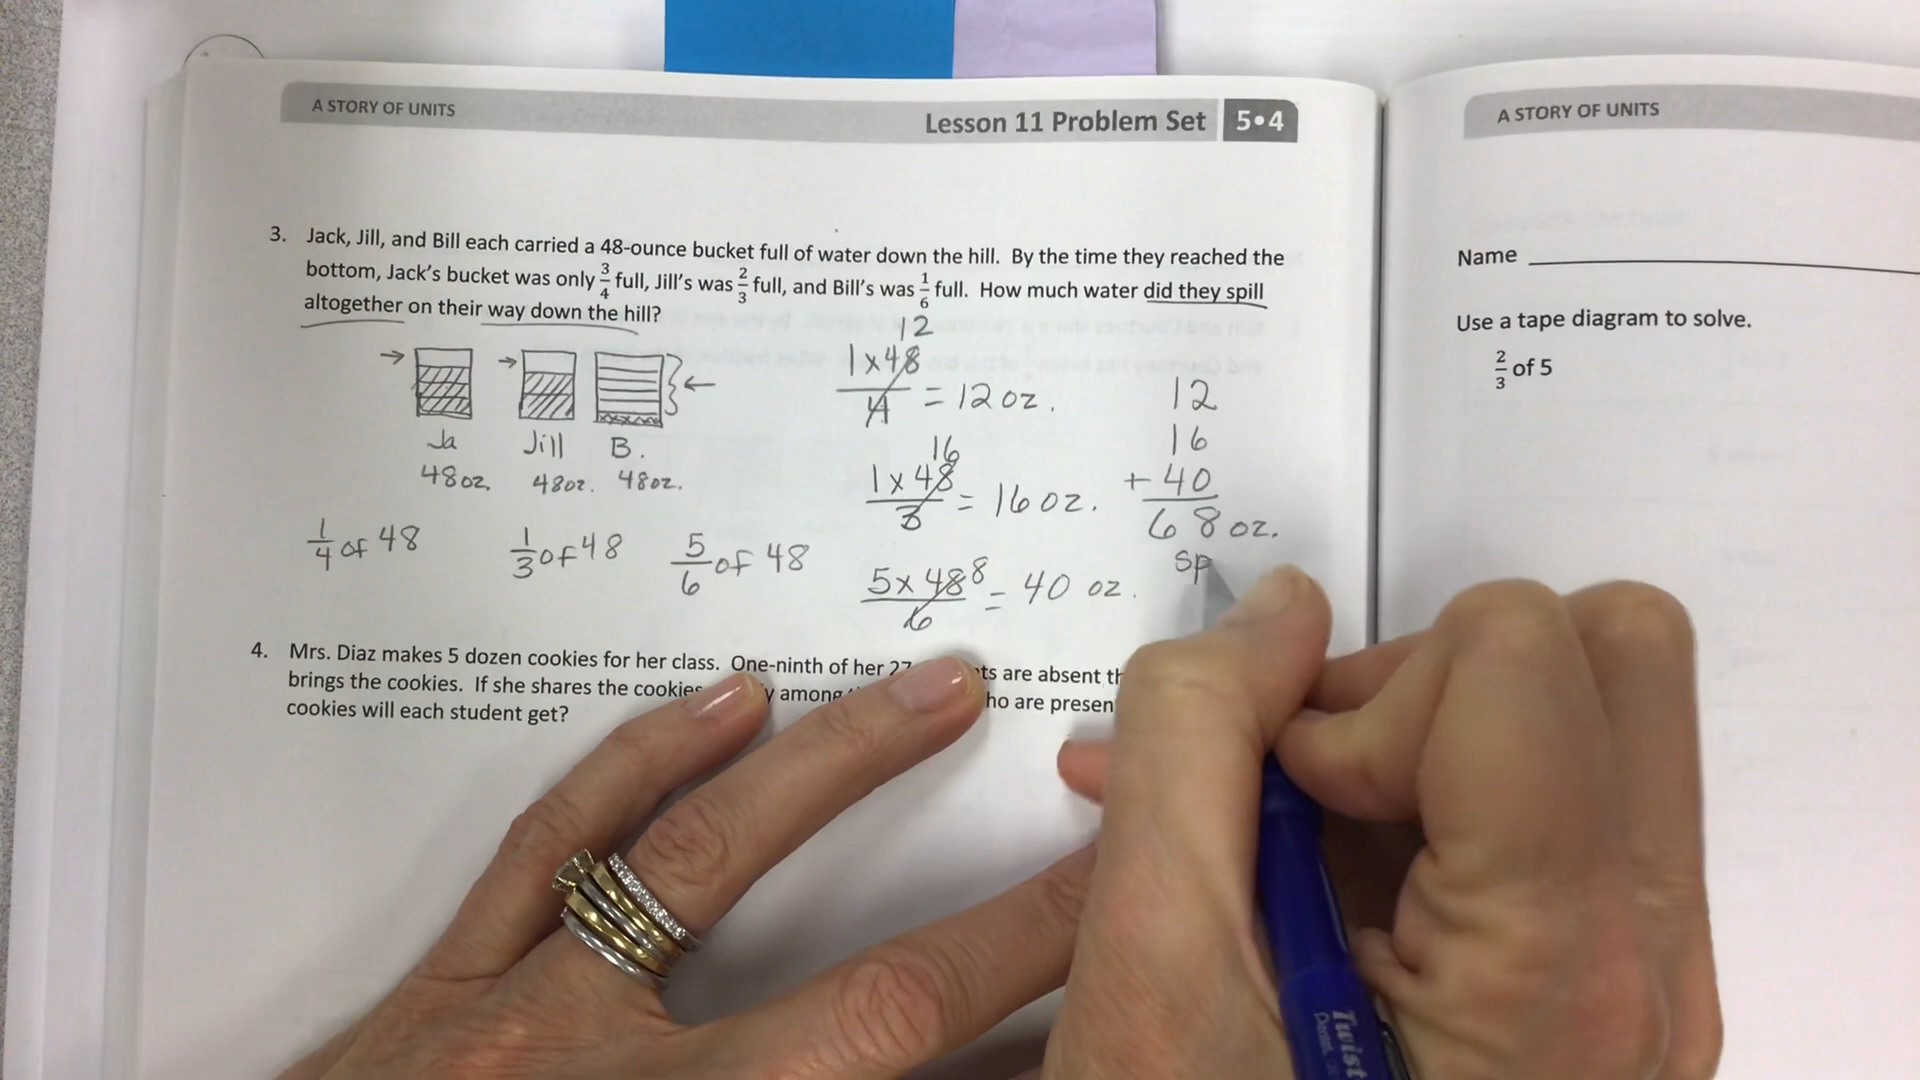 A STORY OF UNITS
Lesson 11 Problem Set 5•4
3. Jack, Jill, and Bill each carried a 48-ounce bucket full of water down the hill. By the time they reached the
bottom, Jack's bucket was only 3/4 full, Jill's was 2/3 full, and Bill's was 1/6 full. How much water did they spill
altogether on their way down the hill?
Ja Jill B.
48oz. 48oz. 48oz.
1/4 of 48 1/3 of 48 5/6 of 48
12
1 x 48
4 = 12 oz.
16
1 x 48
3 = 16 oz.
5 x 48 8
6 = 40 oz.
12
16
+ 40
68 oz.
sp
4. Mrs. Diaz makes 5 dozen cookies for her class. One-ninth of her 27 are absent
brings the cookies. If she shares the cookies among
cookies will each student get?
A STORY OF UNITS
Name
Use a tape diagram to solve.
2/3 of 5
Twist